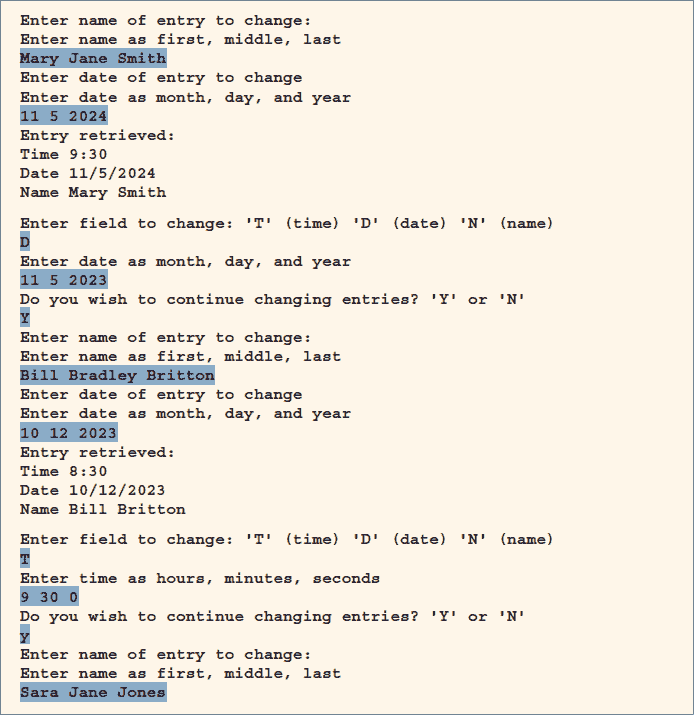 Enter name of entry to change:
Enter name as first, middle, last
Mary Jane Smith
Enter date of entry to change
Enter date as month, day, and year
11 5 2024
Entry retrieved:
Time 9:30
Date 11/5/2024
Name Mary Smith
Enter field to change: 'T' (time) 'D' (date) 'N' (name)
D
Enter date as month, day, and year
11 5 2023
Do you wish to continue changing entries? 'Y' or 'N'
Y
Enter name of entry to change:
Enter name as first, middle, last
Bill Bradley Britton
Enter date of entry to change
Enter date as month, day, and year
10 12 2023
Entry retrieved:
Time 8:30
Date 10/12/2023
Name Bill Britton
Enter field to change: 'T' (time) 'D' (date) 'N' (name)
T
Enter time as hours, minutes, seconds
9 30 0
Do you wish to continue changing entries? 'Y' or 'N'
y
Enter name of entry to change:
Enter name as first, middle, last
Sara Jane Jones